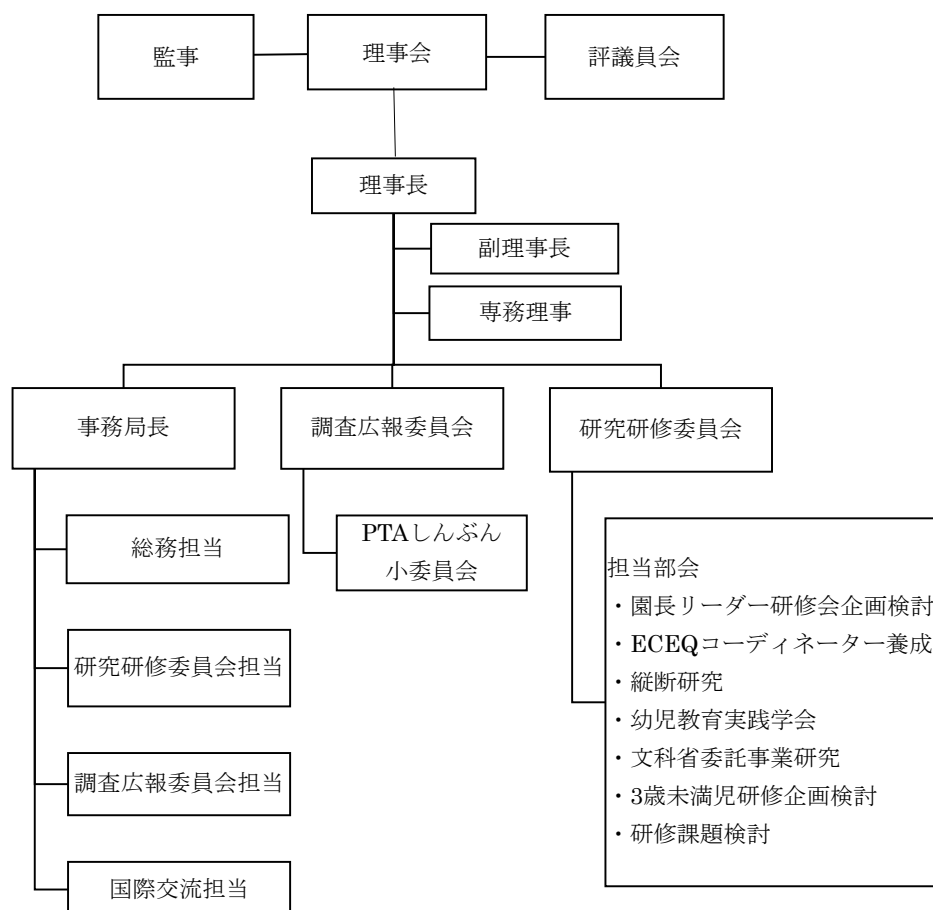 監事
理事会
評議員会
理事長
副理事長
専務理事
事務局長
調査広報委員会
研究研修委員会
総務担当
研究研修委員会担当
調査広報委員会担当
国際交流担当
PTAしんぶん
小委員会
担当部会
・園長リーダー研修会企画検討
・ECEQコーディネーター養成
・縦断研究
・幼児教育実践学会
・文科省委託事業研究
・3歳未満児研修企画検討
・研修課題検討